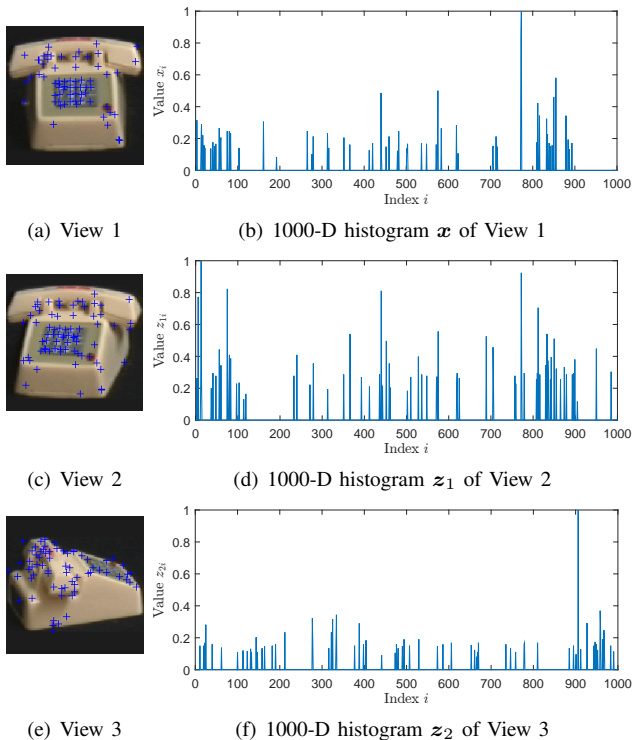 1
0.8
0.6
0.4
0.2
0
Value x_i
0 100 200 300 400 500 600 700 800 900 1000
Index i
(a) View 1
(b) 1000-D histogram x of View 1
1
0.8
0.6
0.4
0.2
0
Value z_{1i}
0 100 200 300 400 500 600 700 800 900 1000
Index i
(c) View 2
(d) 1000-D histogram z_1 of View 2
1
0.8
0.6
0.4
0.2
0
Value z_{2i}
0 100 200 300 400 500 600 700 800 900 1000
Index i
(e) View 3
(f) 1000-D histogram z_2 of View 3